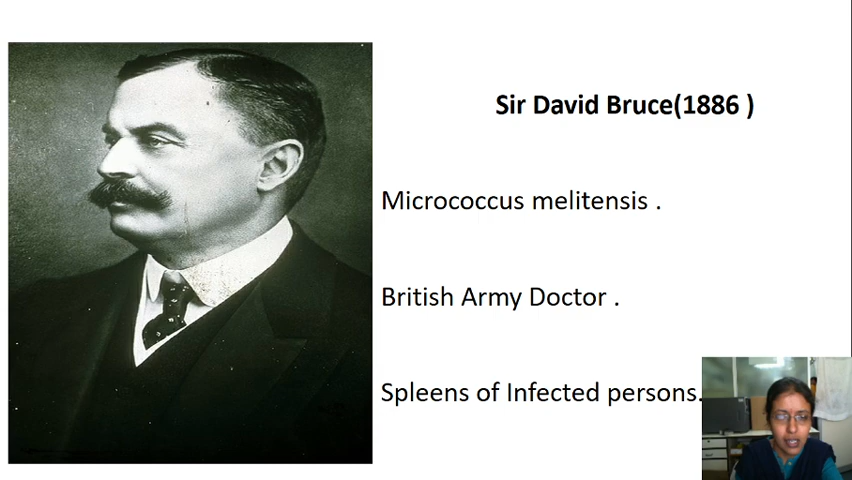 Sir David Bruce(1886 )
Micrococcus melitensis .
British Army Doctor .
Spleens of Infected persons.